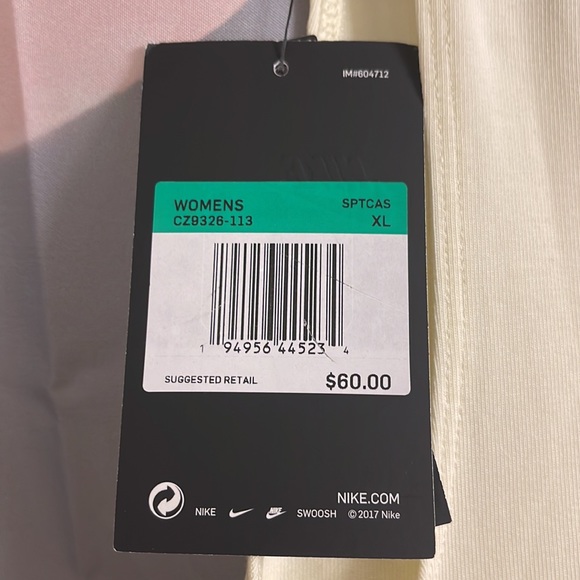 IM#604712
WOMENS SPTCAS
CZ9326-113 XL
1 94956 44523 4
SUGGESTED RETAIL $60.00
NIKE.COM
NIKE NIKE SWOOSH © 2017 Nike